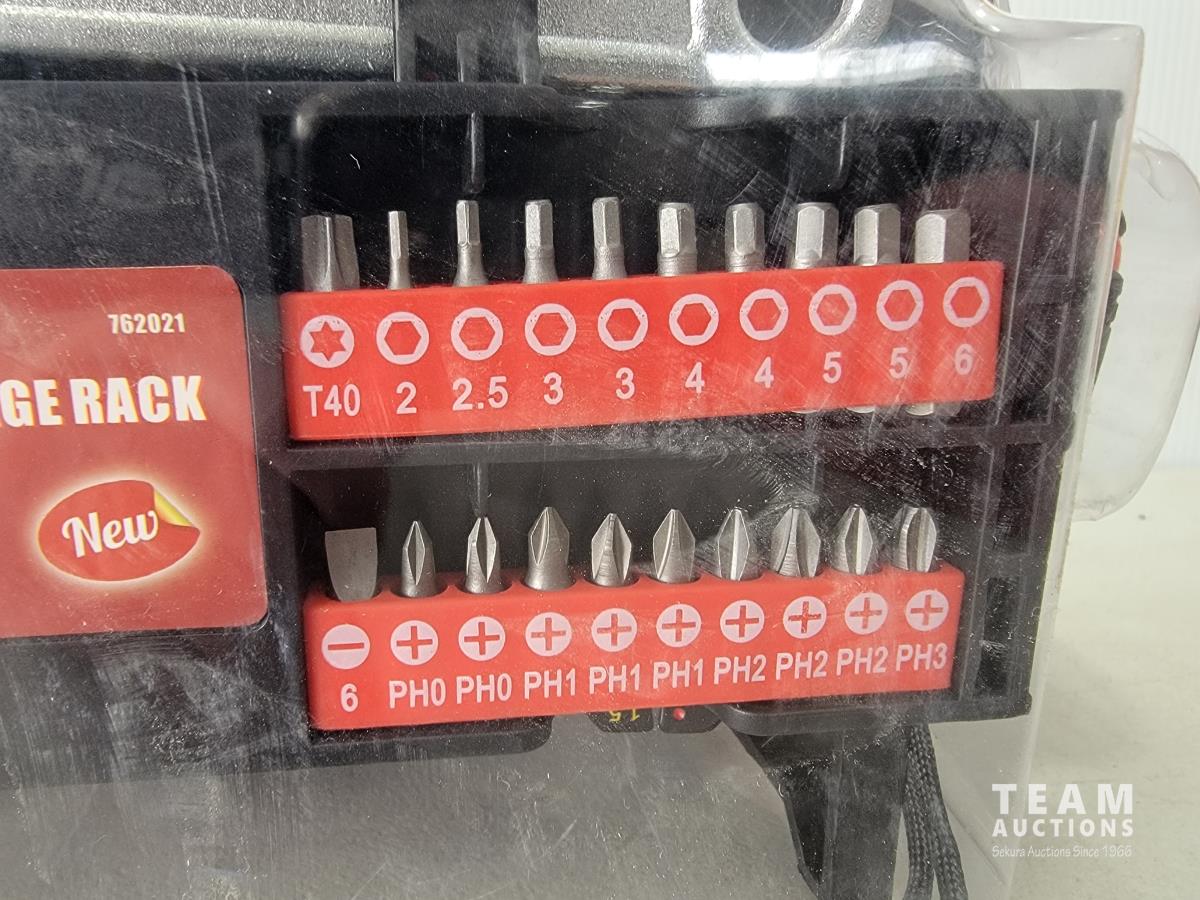 762021
GE RACK
New
T40 2 2.5 3 3 4 4 5 5 6
6 PH0 PH0 PH1 PH1 PH1 PH2 PH2 PH2 PH3
15
TEAM
AUCTIONS
Sekura Auctions Since 1966